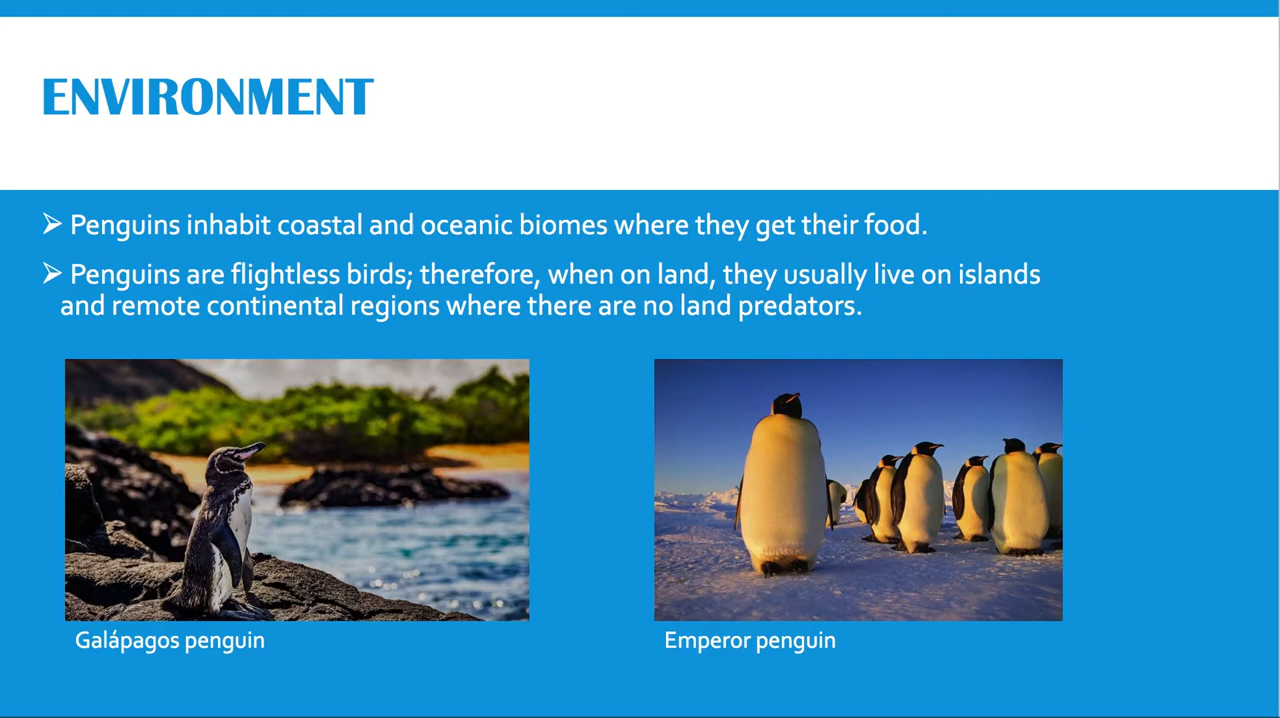 ENVIRONMENT
➢ Penguins inhabit coastal and oceanic biomes where they get their food.
➢ Penguins are flightless birds; therefore, when on land, they usually live on islands
and remote continental regions where there are no land predators.
Galápagos penguin
Emperor penguin